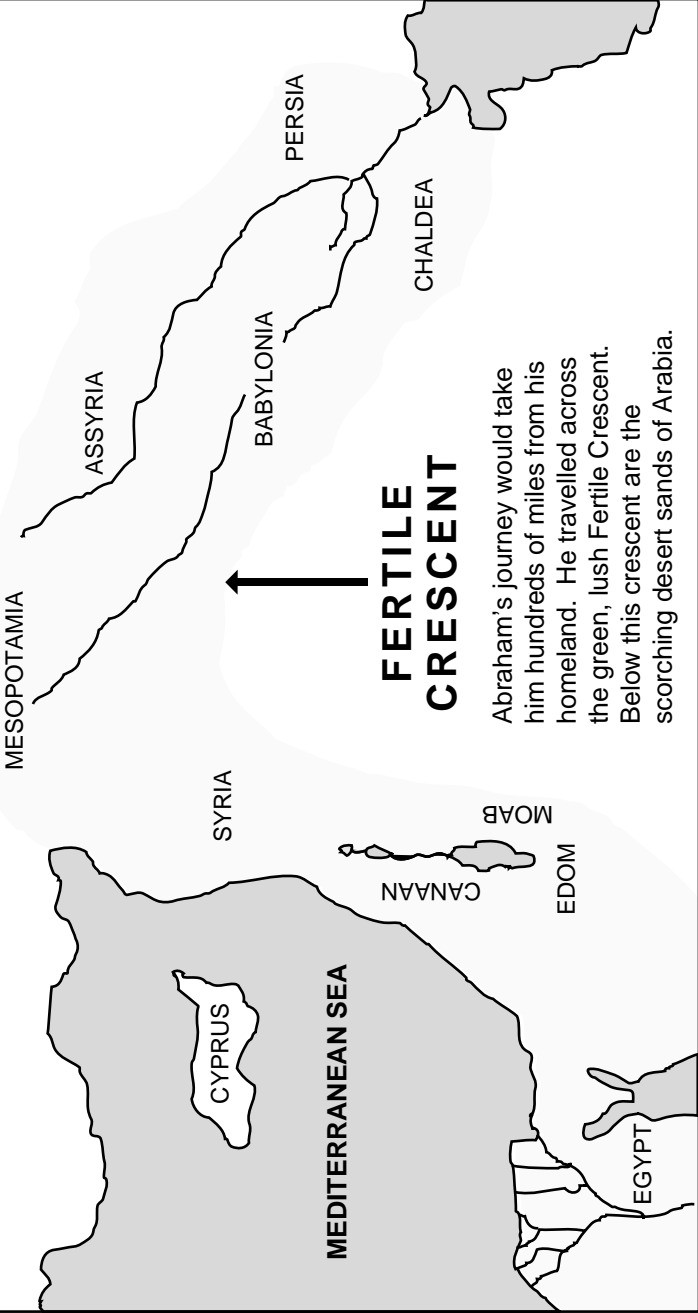 MESOPOTAMIA
ASSYRIA
PERSIA
SYRIA
BABYLONIA
CHALDEA
CYPRUS
MEDITERRANEAN SEA
CANAAN
MOAB
EDOM
EGYPT
FERTILE
CRESCENT
Abraham’s journey would take
him hundreds of miles from his
homeland.  He travelled across
the green, lush Fertile Crescent.
Below this crescent are the
scorching desert sands of Arabia.